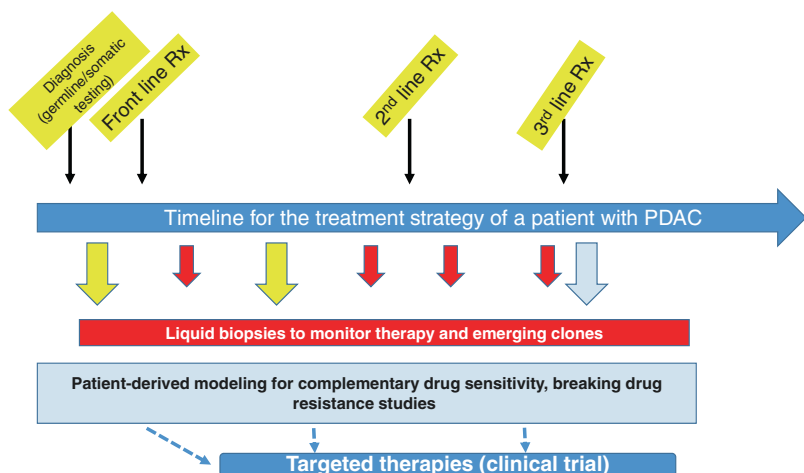 Diagnosis
(germline/somatic
testing)
Front line Rx
2nd line Rx
3rd line Rx
Timeline for the treatment strategy of a patient with PDAC
Liquid biopsies to monitor therapy and emerging clones
Patient-derived modeling for complementary drug sensitivity, breaking drug
resistance studies
Targeted therapies (clinical trial)